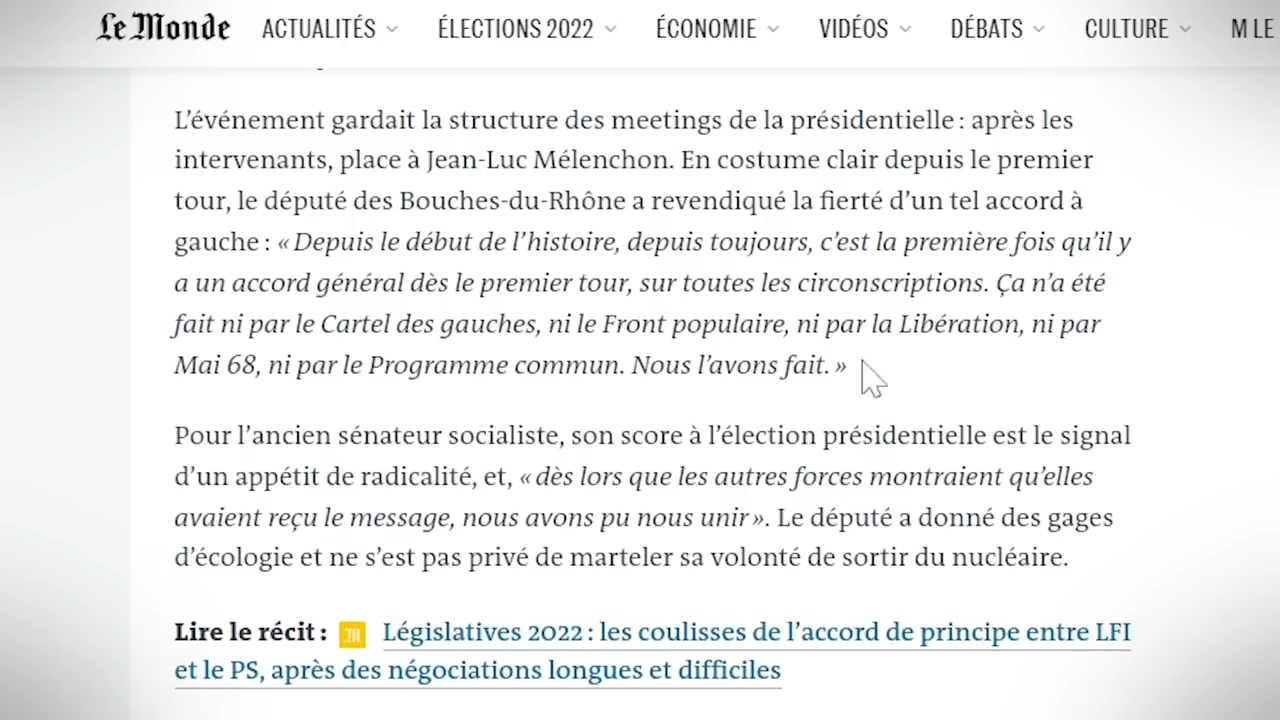 Le Monde ACTUALITÉS ÉLECTIONS 2022 ÉCONOMIE VIDÉOS DÉBATS CULTURE M LE
L’événement gardait la structure des meetings de la présidentielle : après les
intervenants, place à Jean-Luc Mélenchon. En costume clair depuis le premier
tour, le député des Bouches-du-Rhône a revendiqué la fierté d’un tel accord à
gauche : « Depuis le début de l’histoire, depuis toujours, c’est la première fois qu’il y
a un accord général dès le premier tour, sur toutes les circonscriptions. Ça n’a été
fait ni par le Cartel des gauches, ni le Front populaire, ni par la Libération, ni par
Mai 68, ni par le Programme commun. Nous l’avons fait. »
Pour l’ancien sénateur socialiste, son score à l’élection présidentielle est le signal
d’un appétit de radicalité, et, « dès lors que les autres forces montraient qu’elles
avaient reçu le message, nous avons pu nous unir ». Le député a donné des gages
d’écologie et ne s’est pas privé de marteler sa volonté de sortir du nucléaire.
Lire le récit : M Législatives 2022 : les coulisses de l’accord de principe entre LFI
et le PS, après des négociations longues et difficiles